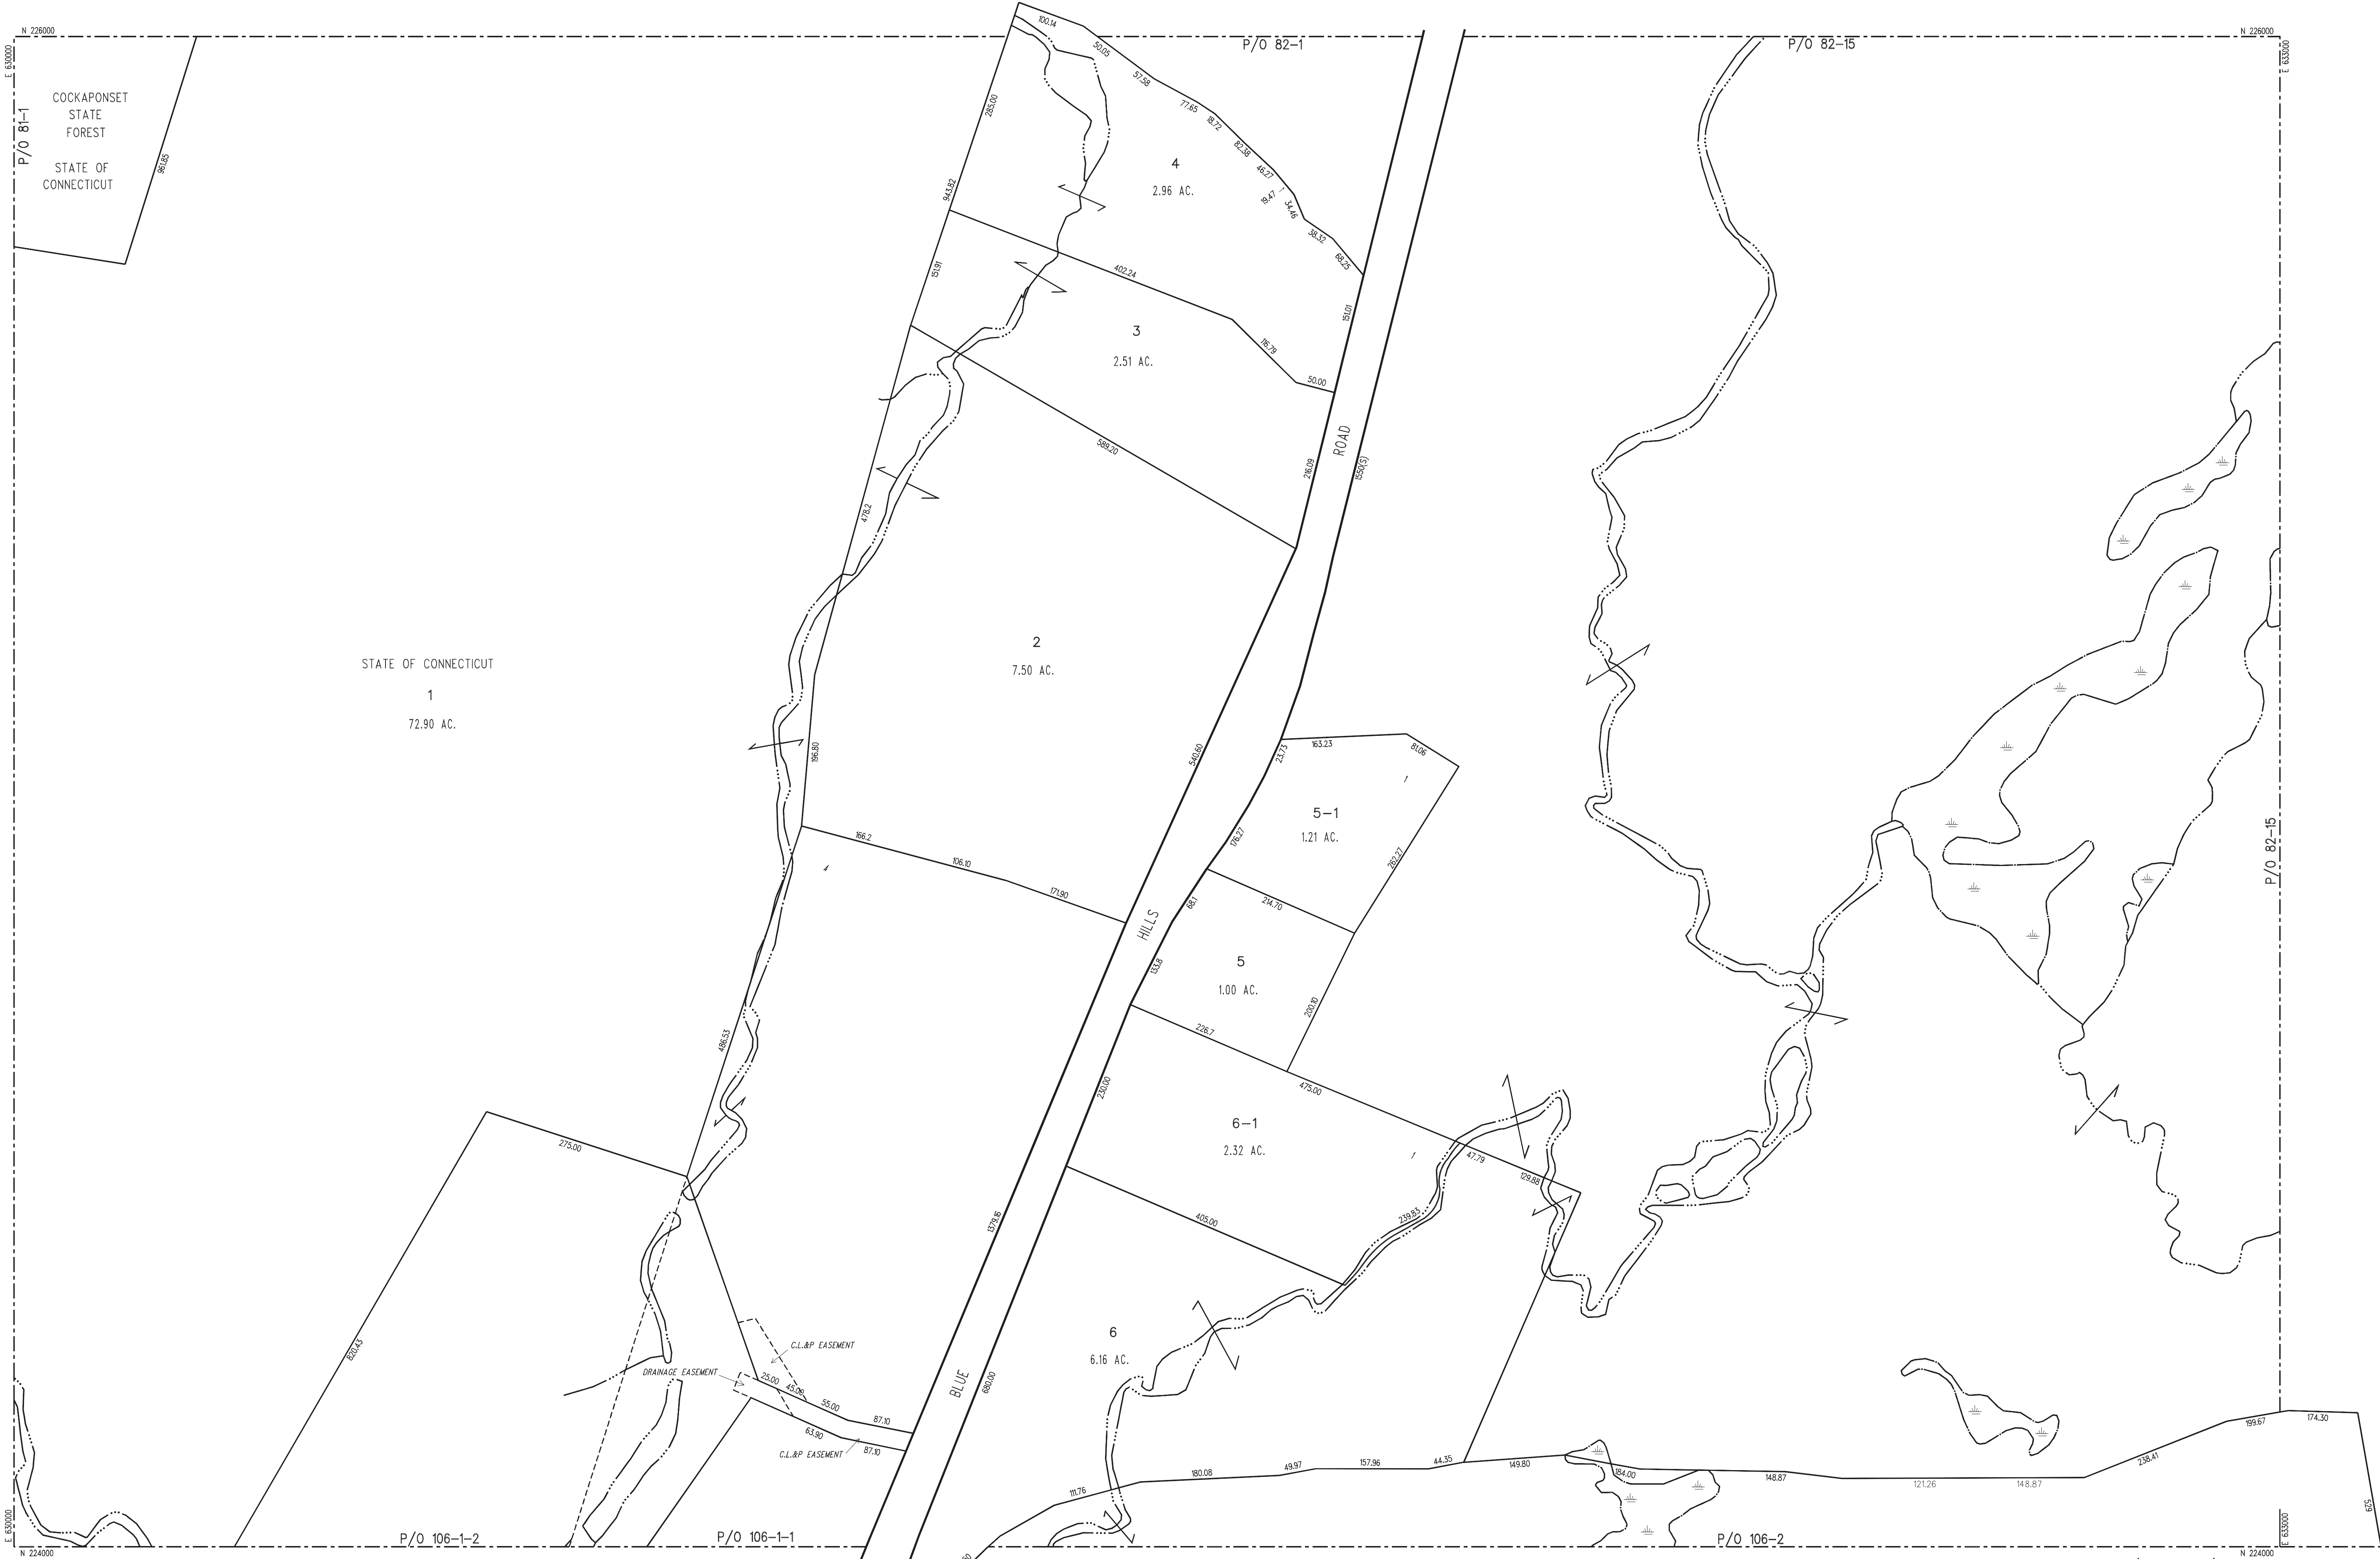 N 226000
N 226000
E 630000
E 633000
P/O 81-1
P/O 82-1
P/O 82-15
COCKAPONSET
STATE
FOREST
STATE OF
CONNECTICUT
961.85
100.14
50.05
57.58
77.65
18.72
82.38
46.27
19.47
34.46
38.32
68.25
285.00
943.82
4
2.96 AC.
151.91
402.24
116.79
50.00
151.01
3
2.51 AC.
589.20
216.09
ROAD
1550(S)
478.2
2
7.50 AC.
STATE OF CONNECTICUT
1
72.90 AC.
196.80
540.60
23.73
163.23
81.06
5-1
1.21 AC.
176.27
262.27
P/O 82-15
166.2
106.10
171.90
HILLS
68.1
214.70
133.8
5
1.00 AC.
200.10
486.53
226.7
475.00
230.00
6-1
2.32 AC.
47.79
129.88
275.00
405.00
239.83
1379.16
820.43
6
6.16 AC.
C.L.&P EASEMENT
DRAINAGE EASEMENT
25.00
45.00
55.00
87.10
BLUE
680.00
63.90
87.10
C.L.&P EASEMENT
111.76
180.08
49.97
157.96
44.35
149.80
184.00
148.87
121.26
148.87
238.41
199.67
174.30
529
P/O 106-1-2
P/O 106-1-1
P/O 106-2
E 630000
E 633000
N 224000
N 224000